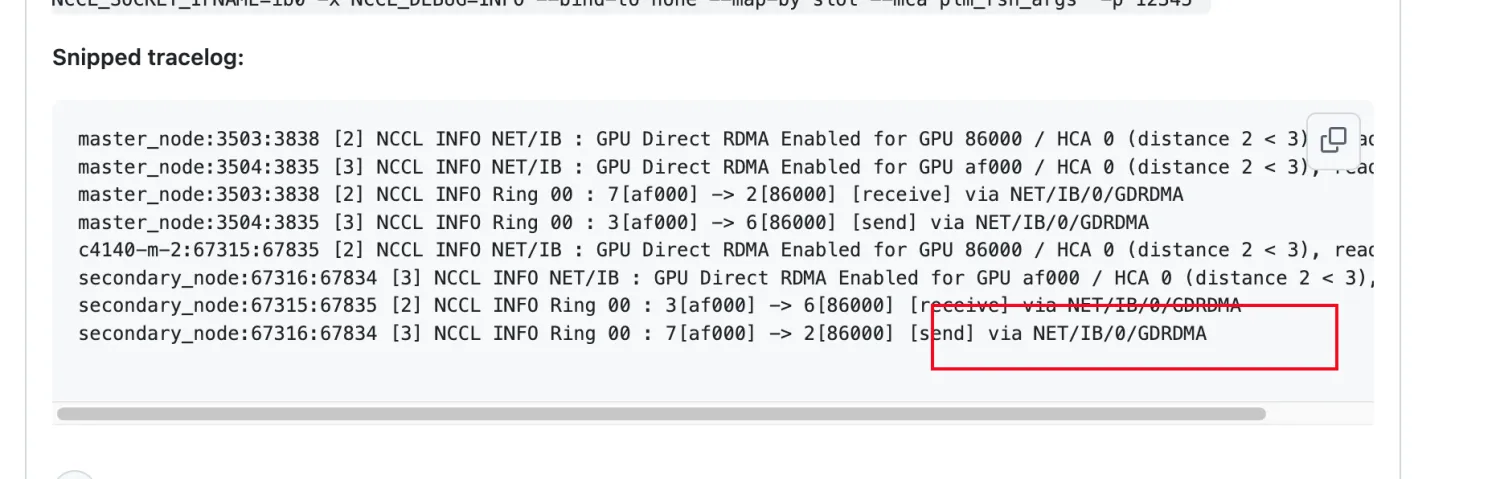 NCCL_SOCKET_IFNAME=ib0 -x NCCL_DEBUG=INFO --bind-to none --map-by slot --mca plm_rsh_args "-p 12345"
Snipped tracelog:
master_node:3503:3838 [2] NCCL INFO NET/IB : GPU Direct RDMA Enabled for GPU 86000 / HCA 0 (distance 2 < 3)
master_node:3504:3835 [3] NCCL INFO NET/IB : GPU Direct RDMA Enabled for GPU af000 / HCA 0 (distance 2 < 3),
master_node:3503:3838 [2] NCCL INFO Ring 00 : 7[af000] -> 2[86000] [receive] via NET/IB/0/GDRDMA
master_node:3504:3835 [3] NCCL INFO Ring 00 : 3[af000] -> 6[86000] [send] via NET/IB/0/GDRDMA
c4140-m-2:67315:67835 [2] NCCL INFO NET/IB : GPU Direct RDMA Enabled for GPU 86000 / HCA 0 (distance 2 < 3), reac
secondary_node:67316:67834 [3] NCCL INFO NET/IB : GPU Direct RDMA Enabled for GPU af000 / HCA 0 (distance 2 < 3),
secondary_node:67315:67835 [2] NCCL INFO Ring 00 : 3[af000] -> 6[86000] [receive] via NET/IB/0/GDRDMA
secondary_node:67316:67834 [3] NCCL INFO Ring 00 : 7[af000] -> 2[86000] [send] via NET/IB/0/GDRDMA